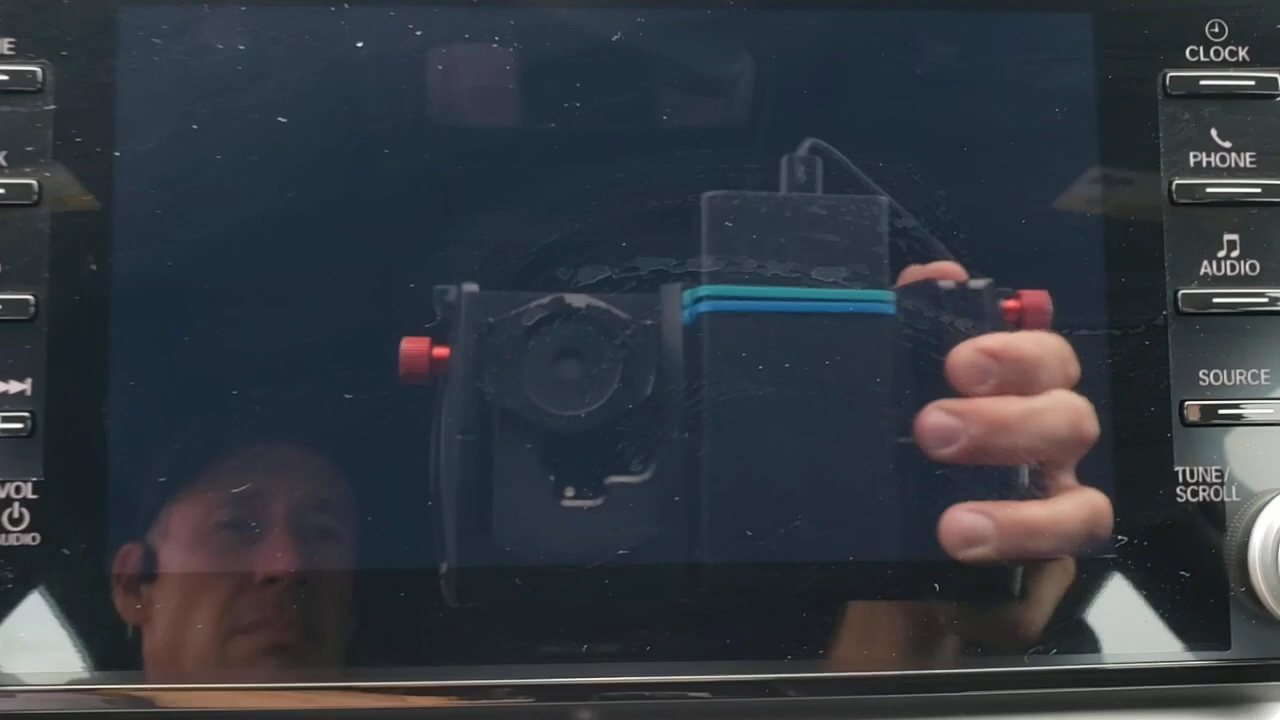 CLOCK
PHONE
AUDIO
SOURCE
VOL
AUDIO
TUNE/
SCROLL